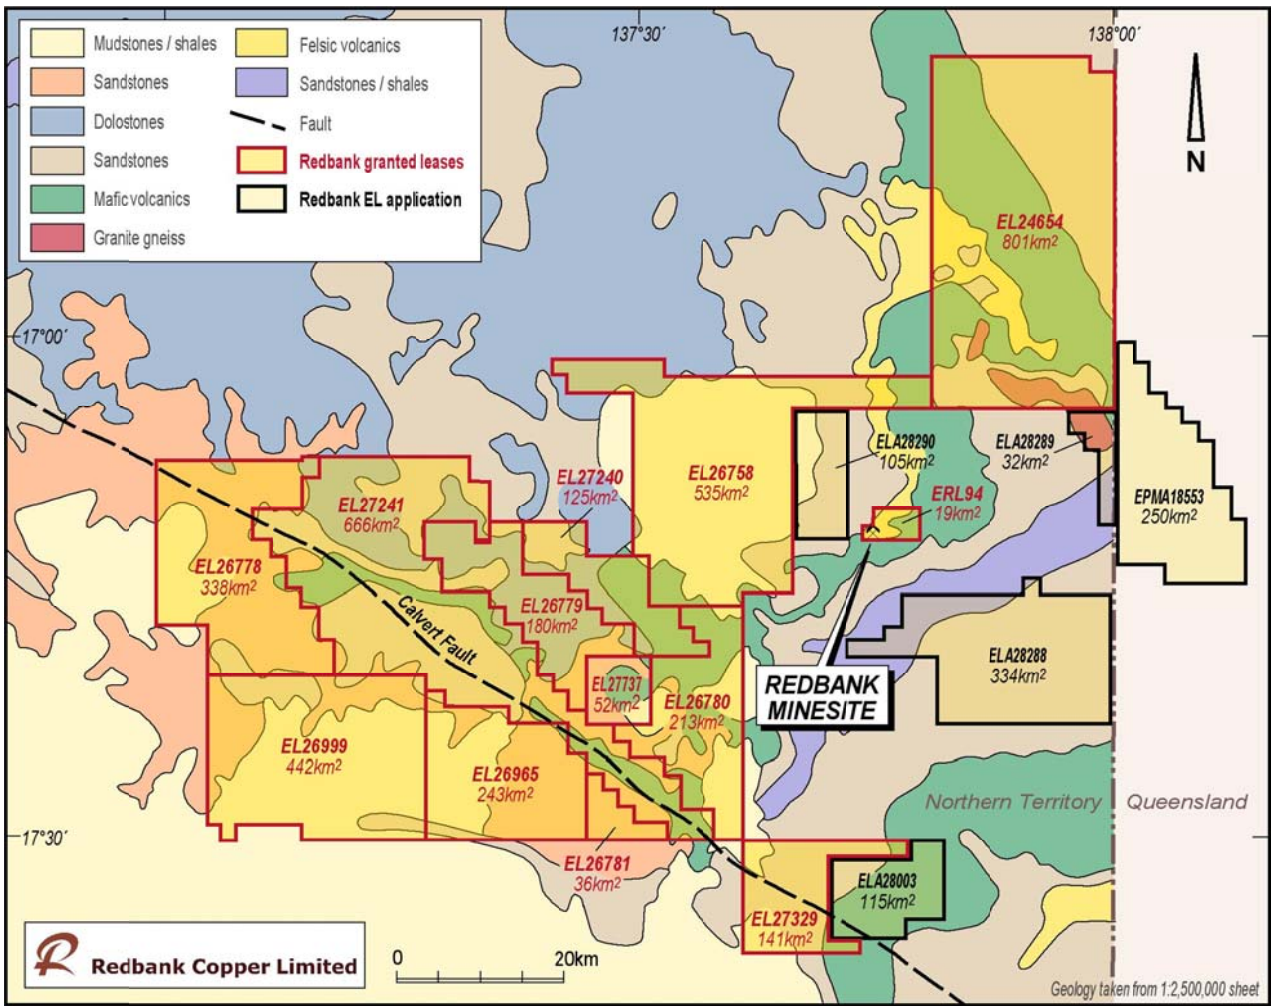 137°30´
138°00´
Mudstones / shales
Felsic volcanics
Sandstones
Sandstones / shales
Dolostones
Fault
Sandstones
Redbank granted leases
Mafic volcanics
Redbank EL application
Granite gneiss
N
EL24654
801km²
17°00´
ELA28290
105km²
ELA28289
32km²
EL27240
125km²
EL26758
535km²
EL27241
666km²
ERL94
19km²
EPMA18553
250km²
EL26778
338km²
EL26779
180km²
Calvert Fault
ELA28288
334km²
EL27737
52km²
EL26780
213km²
REDBANK
MINESITE
EL26999
442km²
EL26965
243km²
Northern Territory
Queensland
17°30´
EL26781
36km²
ELA28003
115km²
EL27329
141km²
R
Redbank Copper Limited
0
20km
Geology taken from 1:2,500,000 sheet